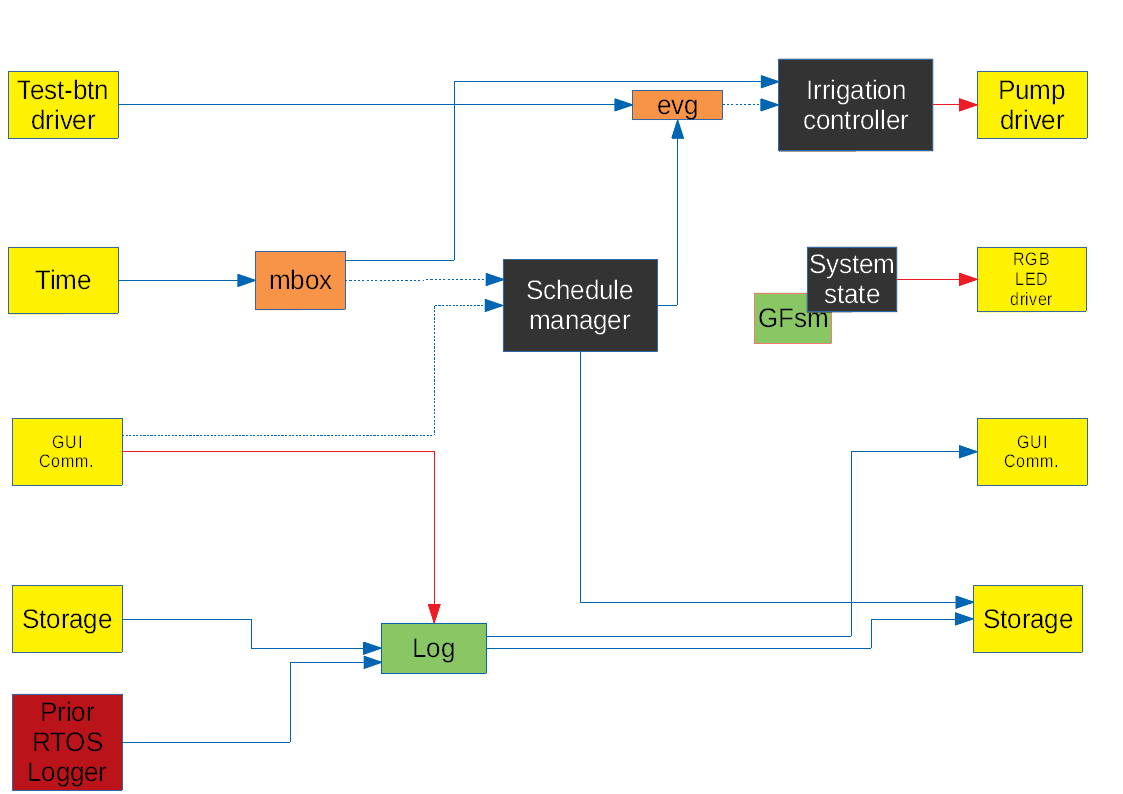 Test-btn
driver
evg
Irrigation
controller
Pump
driver
Time
mbox
Schedule
manager
System
state
GFsm
RGB
LED
driver
GUI
Comm.
GUI
Comm.
Storage
Log
Storage
Prior
RTOS
Logger